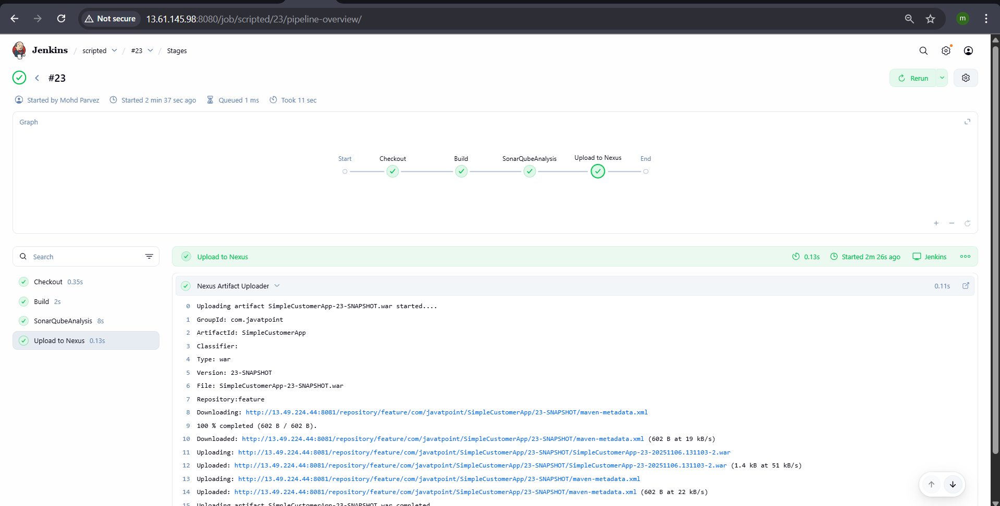 Not secure 13.61.145.98:8080/job/scripted/23/pipeline-overview/ m
Jenkins / scripted / #23 / Stages
#23
Rerun
Started by Mohd Parvez Started 2 min 37 sec ago Queued 1 ms Took 11 sec
Graph
Start Checkout Build SonarQubeAnalysis Upload to Nexus End
Search
Checkout 0.35s
Build 2s
SonarQubeAnalysis 8s
Upload to Nexus 0.13s
Upload to Nexus 0.13s Started 2m 26s ago Jenkins
Nexus Artifact Uploader 0.11s
0 Uploading artifact SimpleCustomerApp-23-SNAPSHOT.war started....
1 GroupId: com.javatpoint
2 ArtifactId: SimpleCustomerApp
3 Classifier:
4 Type: war
5 Version: 23-SNAPSHOT
6 File: SimpleCustomerApp-23-SNAPSHOT.war
7 Repository:feature
8 Downloading: http://13.49.224.44:8081/repository/feature/com/javatpoint/SimpleCustomerApp/23-SNAPSHOT/maven-metadata.xml
9 100 % completed (602 B / 602 B).
10 Downloaded: http://13.49.224.44:8081/repository/feature/com/javatpoint/SimpleCustomerApp/23-SNAPSHOT/maven-metadata.xml (602 B at 19 kB/s)
11 Uploading: http://13.49.224.44:8081/repository/feature/com/javatpoint/SimpleCustomerApp/23-SNAPSHOT/SimpleCustomerApp-23-20251106.131103-2.war
12 Uploaded: http://13.49.224.44:8081/repository/feature/com/javatpoint/SimpleCustomerApp/23-SNAPSHOT/SimpleCustomerApp-23-20251106.131103-2.war (1.4 kB at 51 kB/s)
13 Uploading: http://13.49.224.44:8081/repository/feature/com/javatpoint/SimpleCustomerApp/23-SNAPSHOT/maven-metadata.xml
14 Uploaded: http://13.49.224.44:8081/repository/feature/com/javatpoint/SimpleCustomerApp/23-SNAPSHOT/maven-metadata.xml (602 B at 22 kB/s)
15 Uploading artifact SimpleCustomerApp-23-SNAPSHOT.war completed